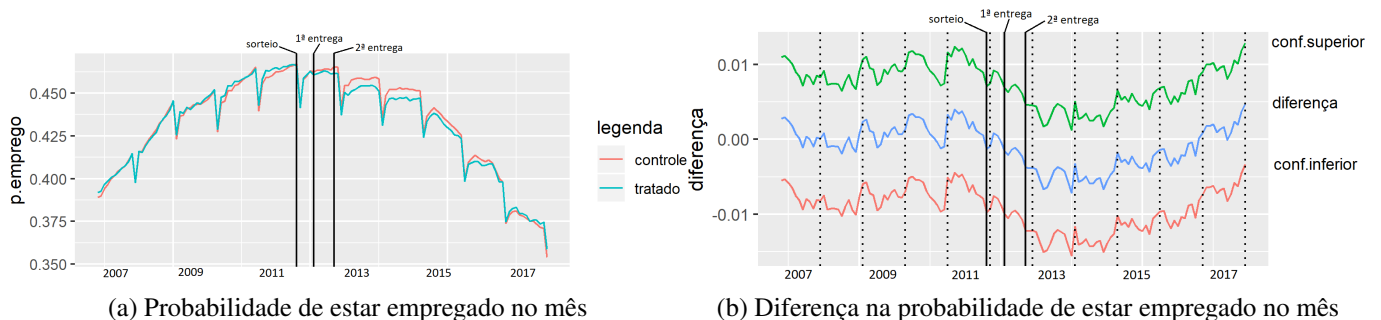 sorteio
1ª entrega
2ª entrega
p.emprego
0.450
0.425
0.400
0.375
0.350
2007
2009
2011
2013
2015
2017
legenda
controle
tratado
(a) Probabilidade de estar empregado no mês
sorteio
1ª entrega
2ª entrega
diferença
0.01
0.00
-0.01
2007
2009
2011
2013
2015
2017
conf.superior
diferença
conf.inferior
(b) Diferença na probabilidade de estar empregado no mês